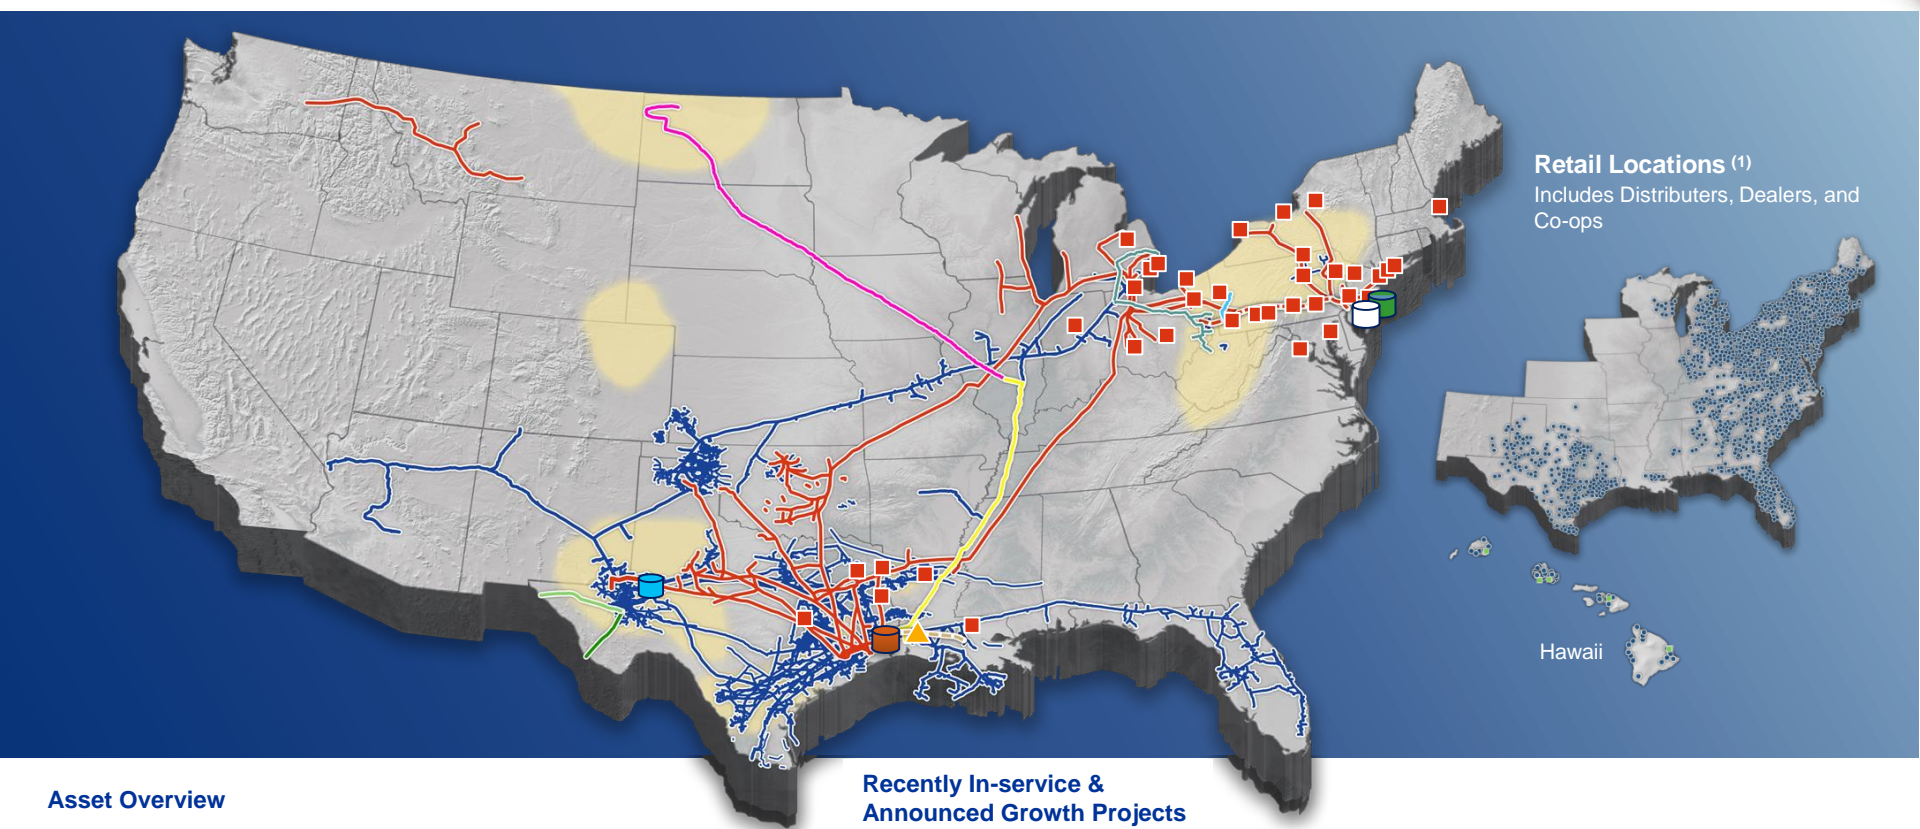 Retail Locations (1)
Includes Distributers, Dealers, and
Co-ops
Hawaii
Asset Overview
Recently In-service &
Announced Growth Projects